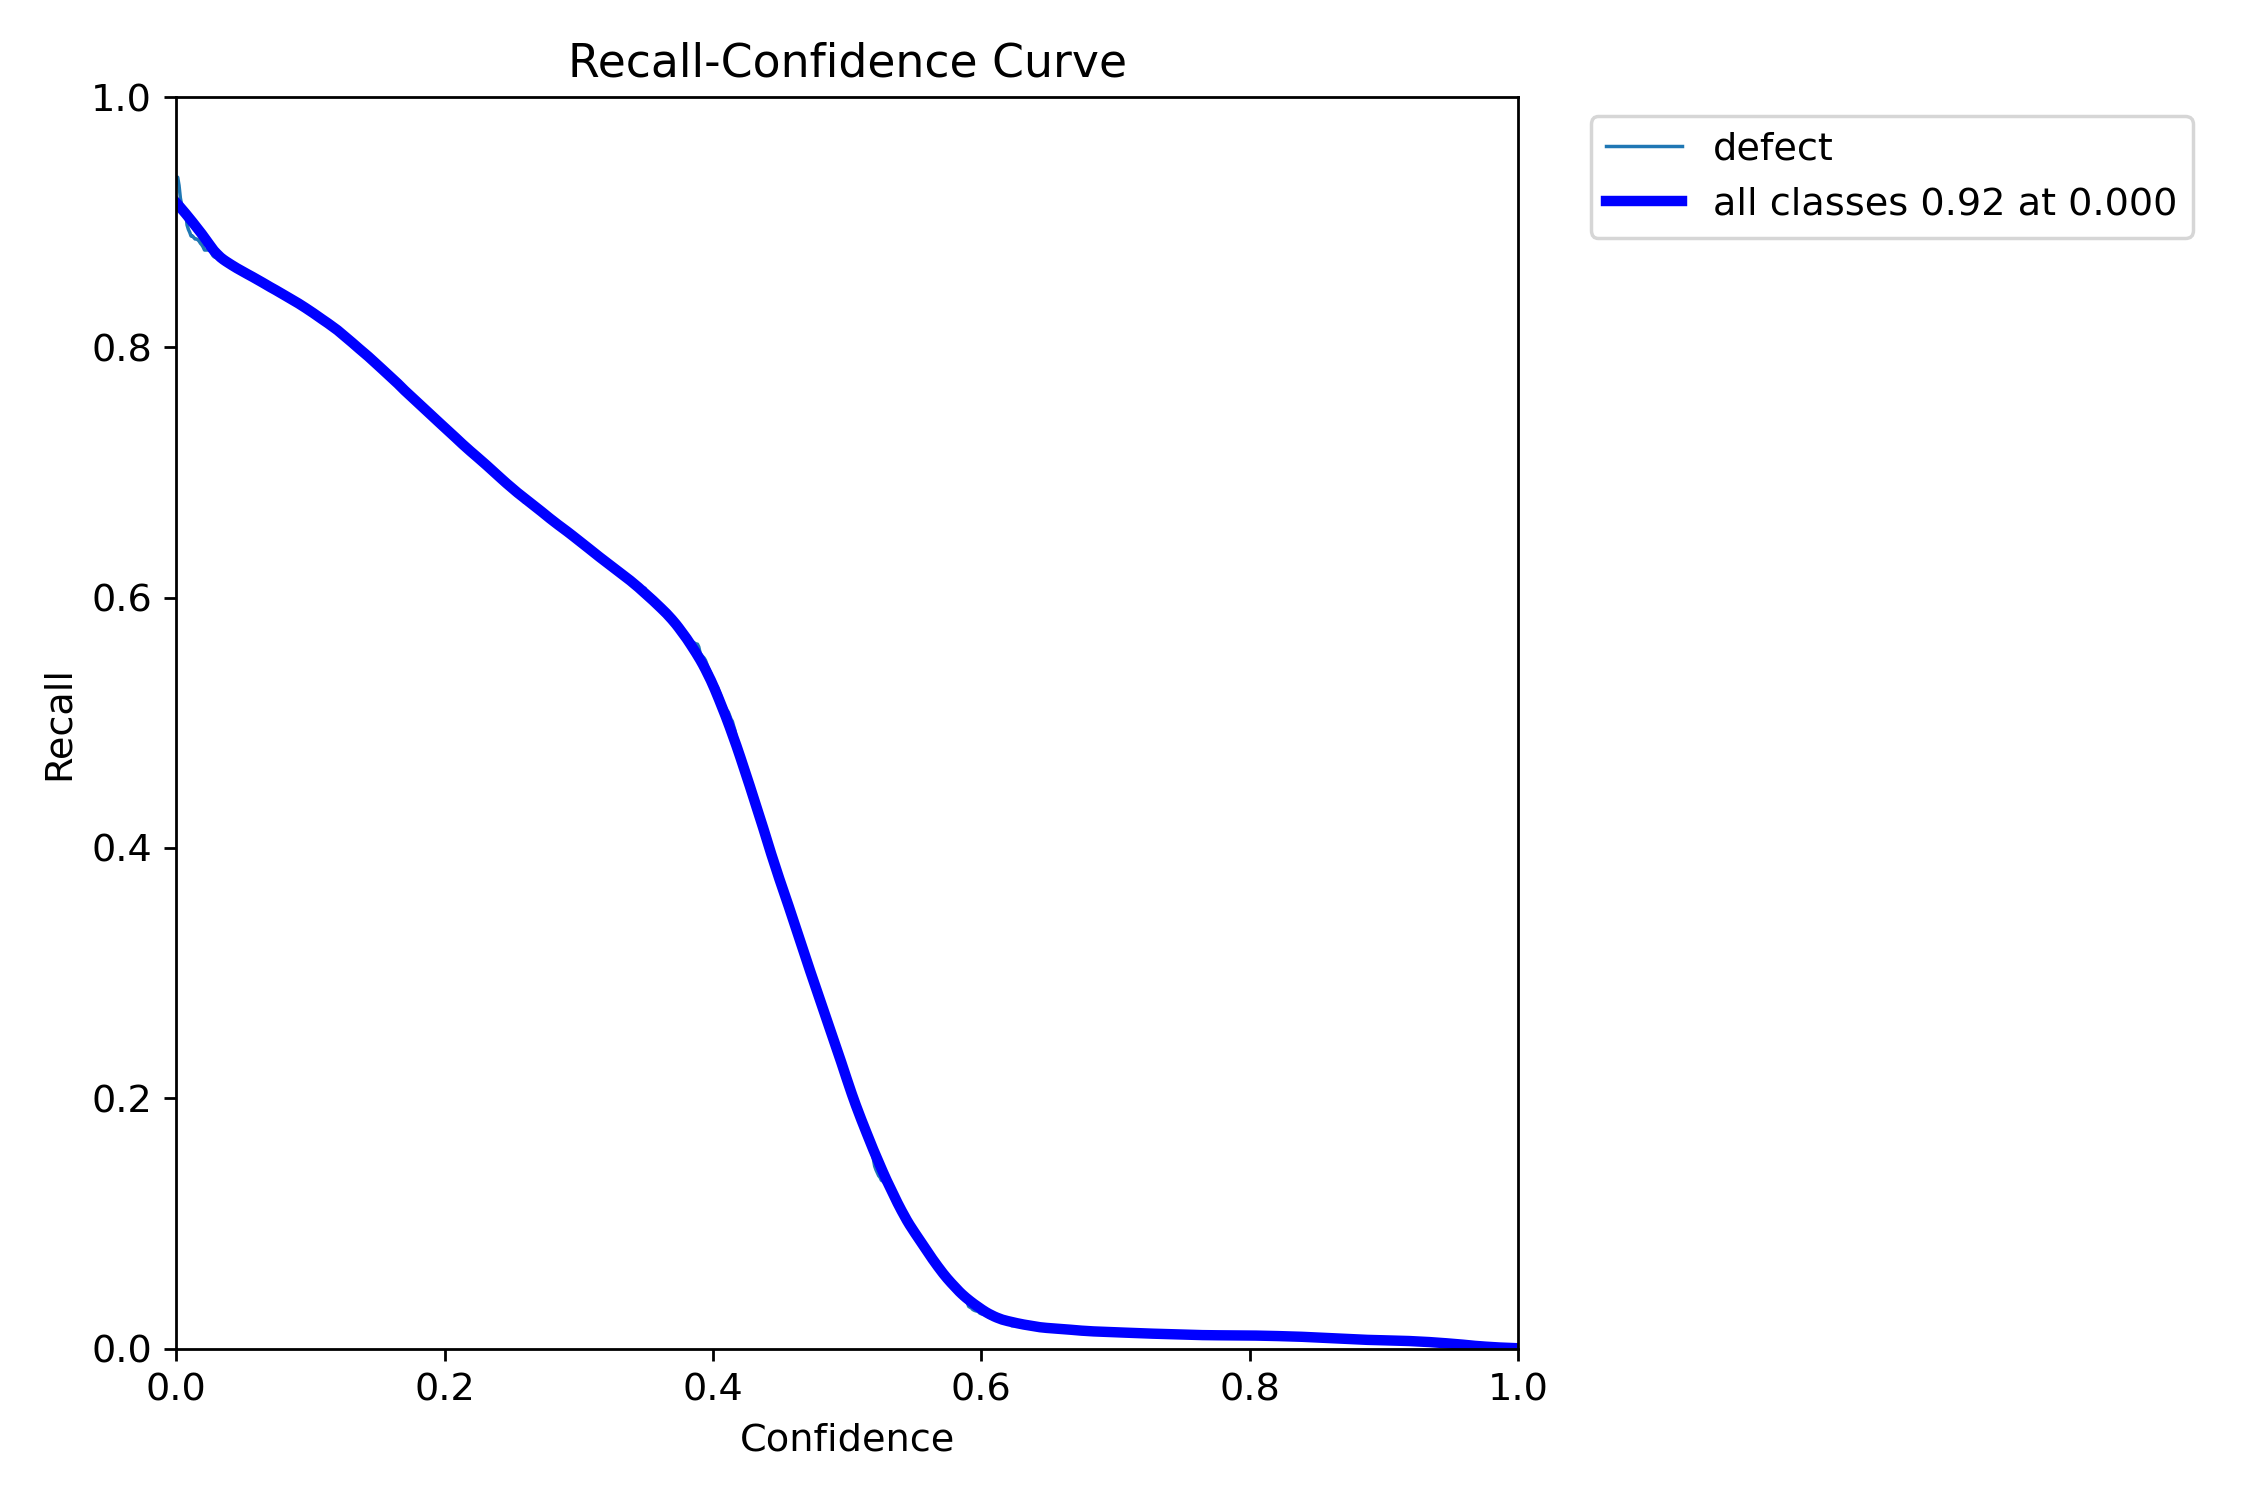 Recall-Confidence Curve
1.0
0.8
0.6
0.4
0.2
0.0
Recall
0.0 0.2 0.4 0.6 0.8 1.0
Confidence
defect
all classes 0.92 at 0.000